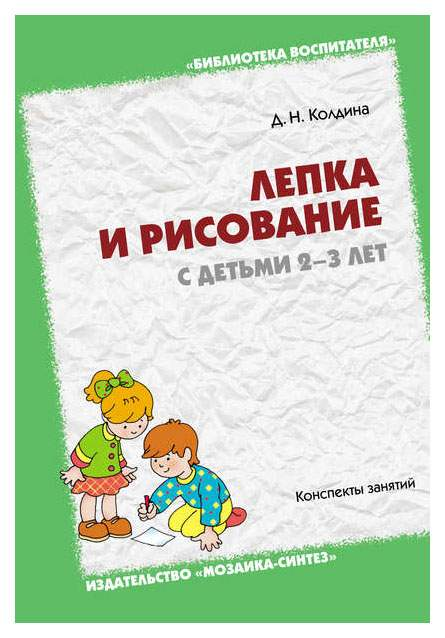 «БИБЛИОТЕКА ВОСПИТАТЕЛЯ»
Д. Н. Колдина
ЛЕПКА
И РИСОВАНИЕ
С ДЕТЬМИ 2–3 ЛЕТ
Конспекты занятий
ИЗДАТЕЛЬСТВО «МОЗАИКА-СИНТЕЗ»